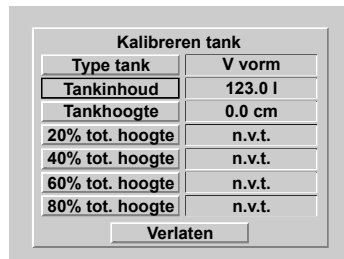 Kalibreren tank
Type tank V vorm
Tankinhoud 123.0 l
Tankhoogte 0.0 cm
20% tot. hoogte n.v.t.
40% tot. hoogte n.v.t.
60% tot. hoogte n.v.t.
80% tot. hoogte n.v.t.
Verlaten